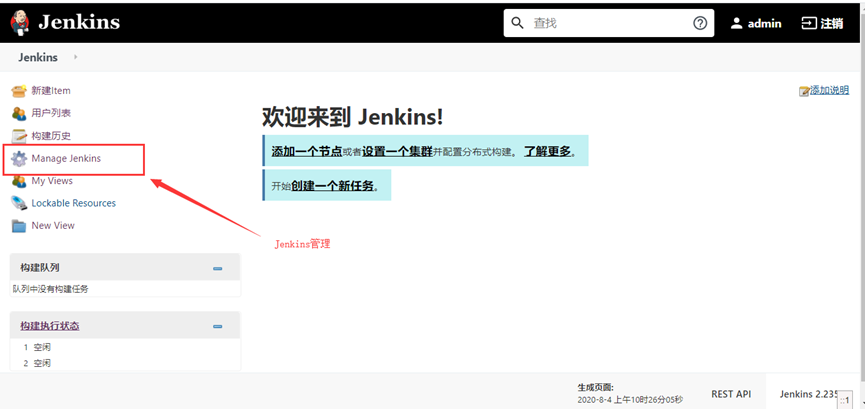 Jenkins
查找
admin
注销
Jenkins
新建Item
用户列表
构建历史
Manage Jenkins
My Views
Lockable Resources
New View
添加说明
欢迎来到 Jenkins!
添加一个节点或者设置一个集群并配置分布式构建。 了解更多。
开始创建一个新任务。
Jenkins管理
构建队列
队列中没有构建任务
构建执行状态
1 空闲
2 空闲
生成页面:
2020-8-4 上午10时26分05秒
REST API
Jenkins 2.235
::1